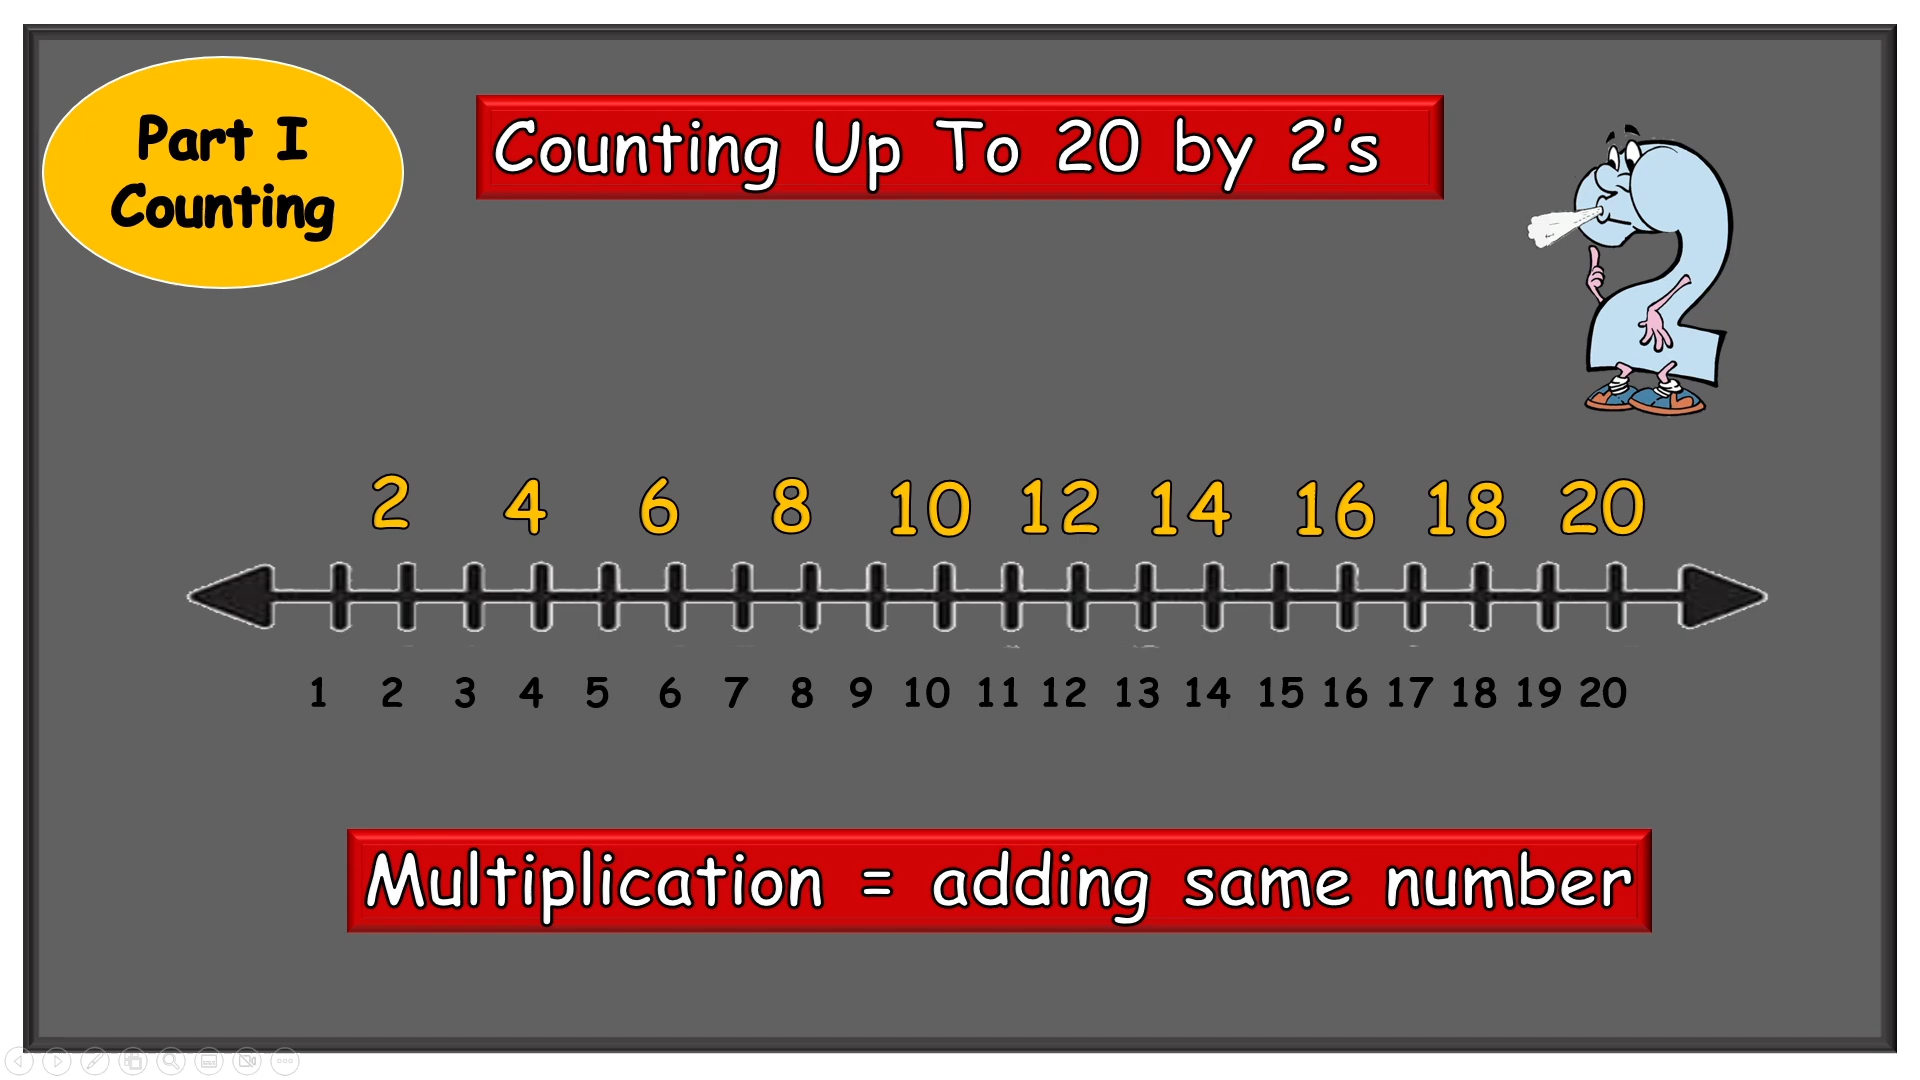 Part I
Counting
Counting Up To 20 by 2's
2 4 6 8 10 12 14 16 18 20
1 2 3 4 5 6 7 8 9 10 11 12 13 14 15 16 17 18 19 20
Multiplication = adding same number